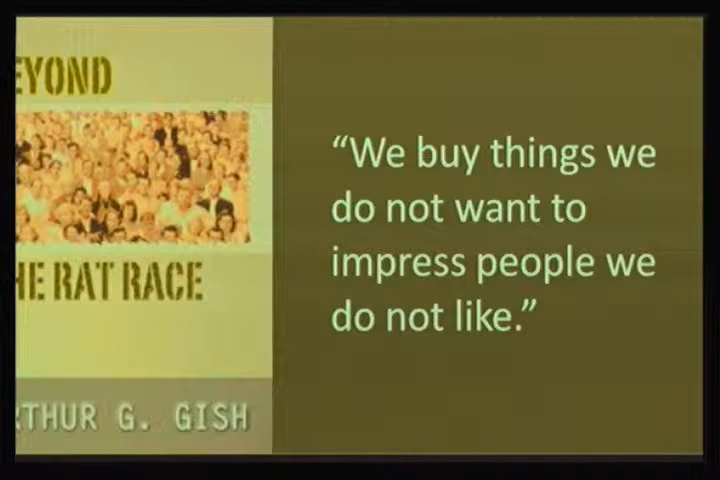 EYOND
HE RAT RACE
RTHUR G. GISH
“We buy things we
do not want to
impress people we
do not like.”